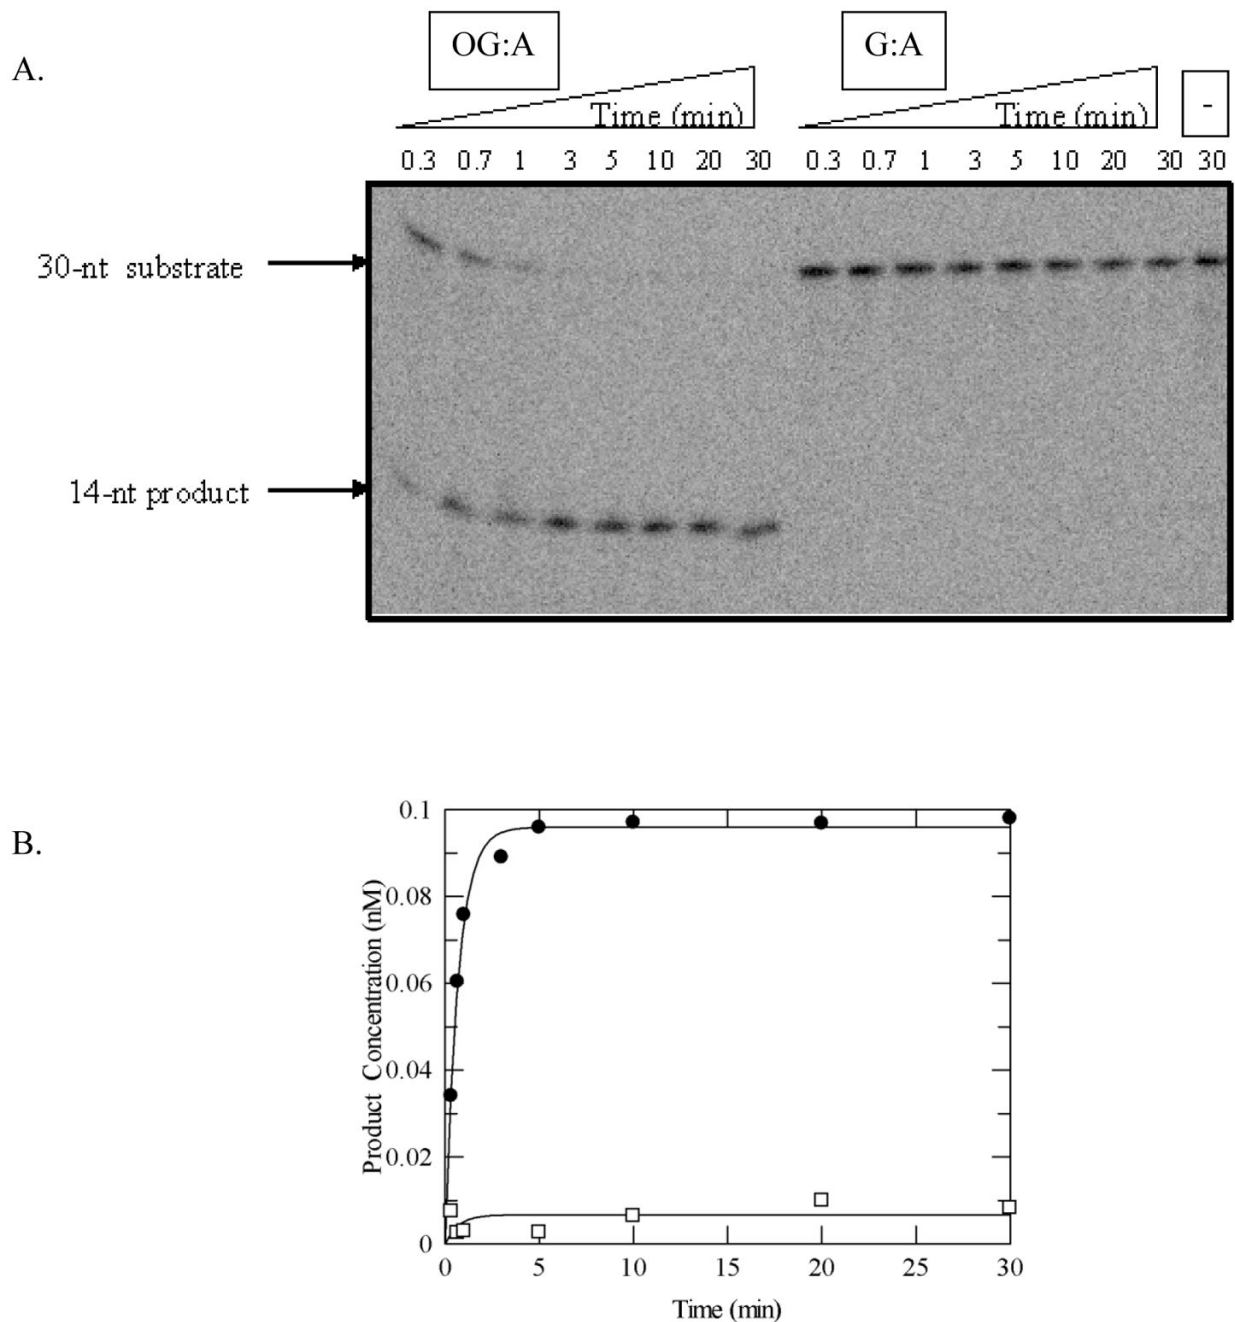 A.
OG:A
G:A
Time (min)
Time (min)
-
0.3 0.7 1 3 5 10 20 30 0.3 0.7 1 3 5 10 20 30 30
30-nt substrate
14-nt product
B.
0.1
0.08
0.06
0.04
0.02
0
Product Concentration (nM)
0 5 10 15 20 25 30
Time (min)